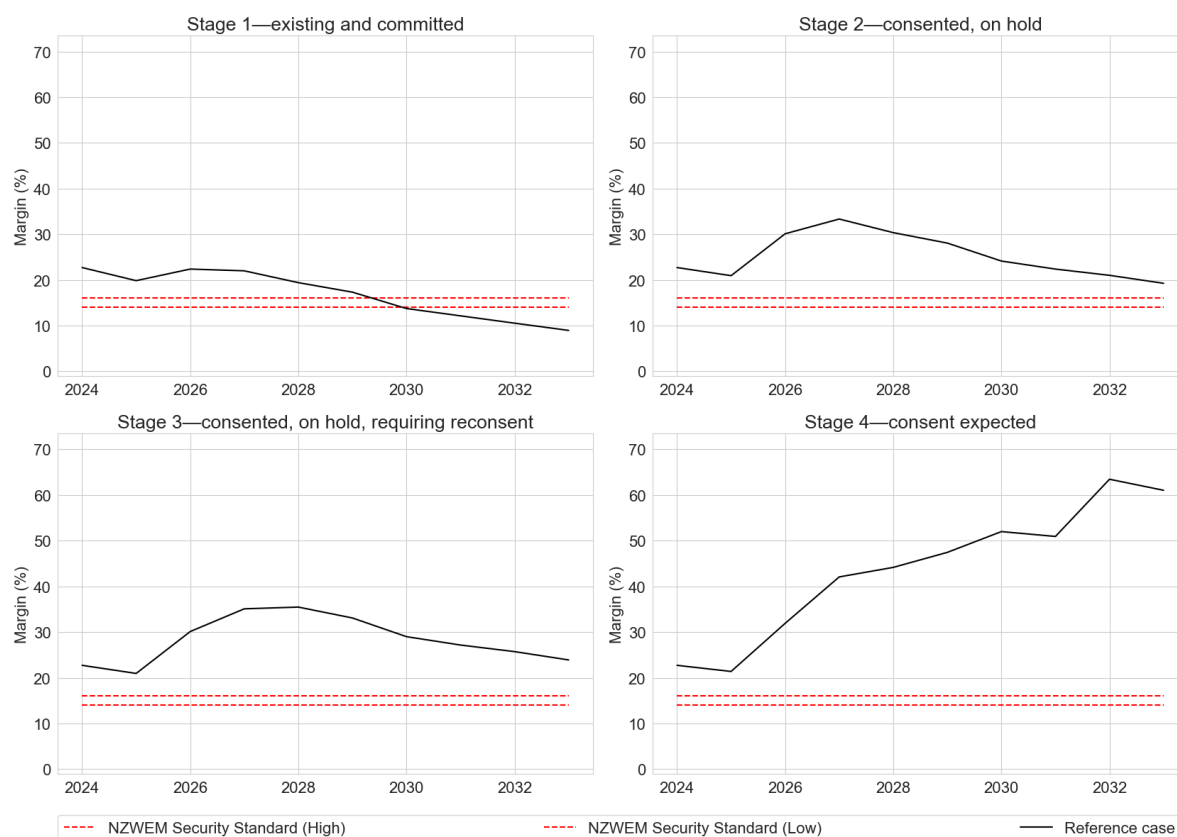 Stage 1—existing and committed
Margin (%)
70
60
50
40
30
20
10
0
2024 2026 2028 2030 2032
Stage 2—consented, on hold
Margin (%)
70
60
50
40
30
20
10
0
2024 2026 2028 2030 2032
Stage 3—consented, on hold, requiring reconsent
Margin (%)
70
60
50
40
30
20
10
0
2024 2026 2028 2030 2032
Stage 4—consent expected
Margin (%)
70
60
50
40
30
20
10
0
2024 2026 2028 2030 2032
NZWEM Security Standard (High) NZWEM Security Standard (Low) Reference case